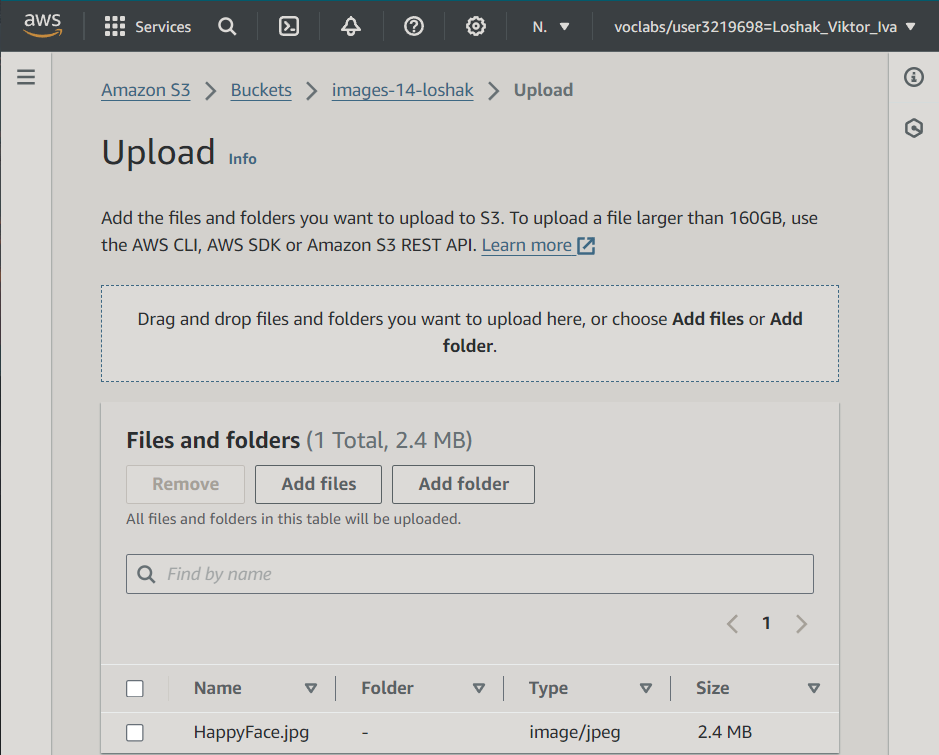 aws Services N. voclabs/user3219698=Loshak_Viktor_Iva
Amazon S3 Buckets images-14-loshak Upload
Upload Info
Add the files and folders you want to upload to S3. To upload a file larger than 160GB, use
the AWS CLI, AWS SDK or Amazon S3 REST API. Learn more
Drag and drop files and folders you want to upload here, or choose Add files or Add
folder.
Files and folders (1 Total, 2.4 MB)
Remove Add files Add folder
All files and folders in this table will be uploaded.
Find by name
1
Name Folder Type Size
HappyFace.jpg - image/jpeg 2.4 MB